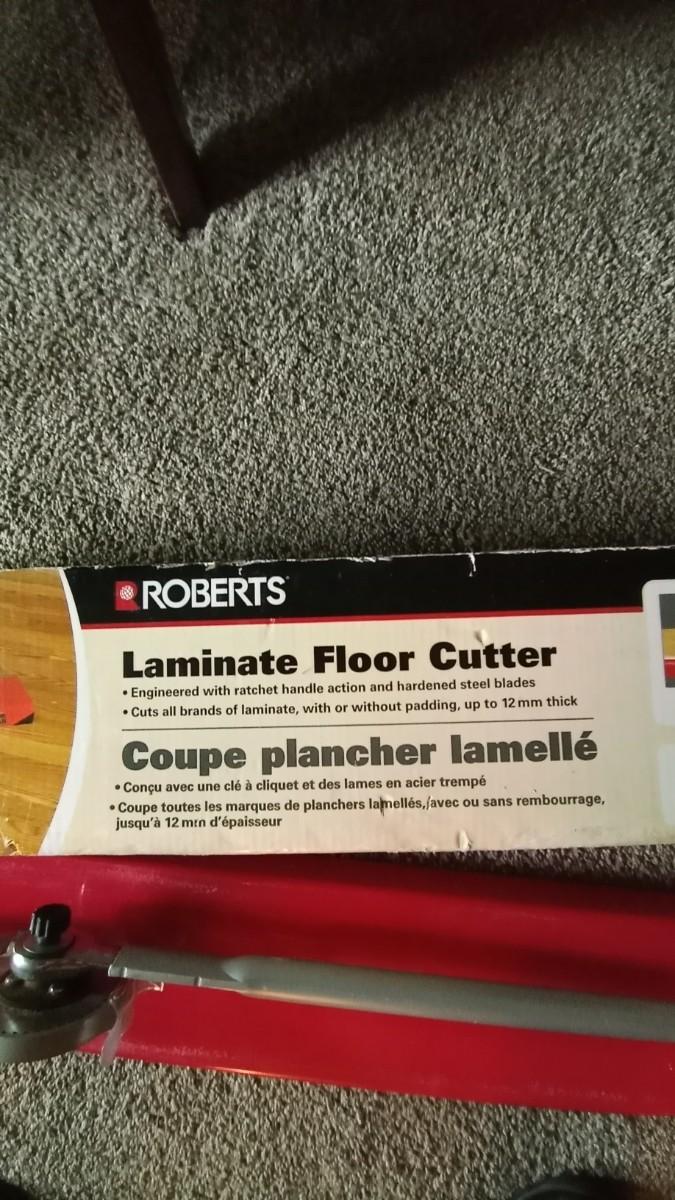 ROBERTS
Laminate Floor Cutter
• Engineered with ratchet handle action and hardened steel blades
• Cuts all brands of laminate, with or without padding, up to 12 mm thick
Coupe plancher lamellé
• Conçu avec une clé à cliquet et des lames en acier trempé
• Coupe toutes les marques de planchers lamellés, avec ou sans rembourrage,
jusqu'à 12 mm d'épaisseur